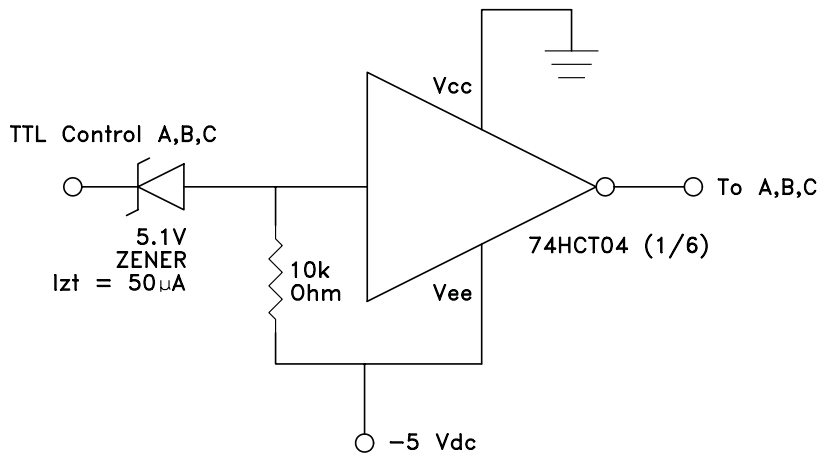 Vcc
TTL Control A,B,C
To A,B,C
5.1V
ZENER
Izt = 50μA
74HCT04 (1/6)
10k
Ohm
Vee
-5 Vdc